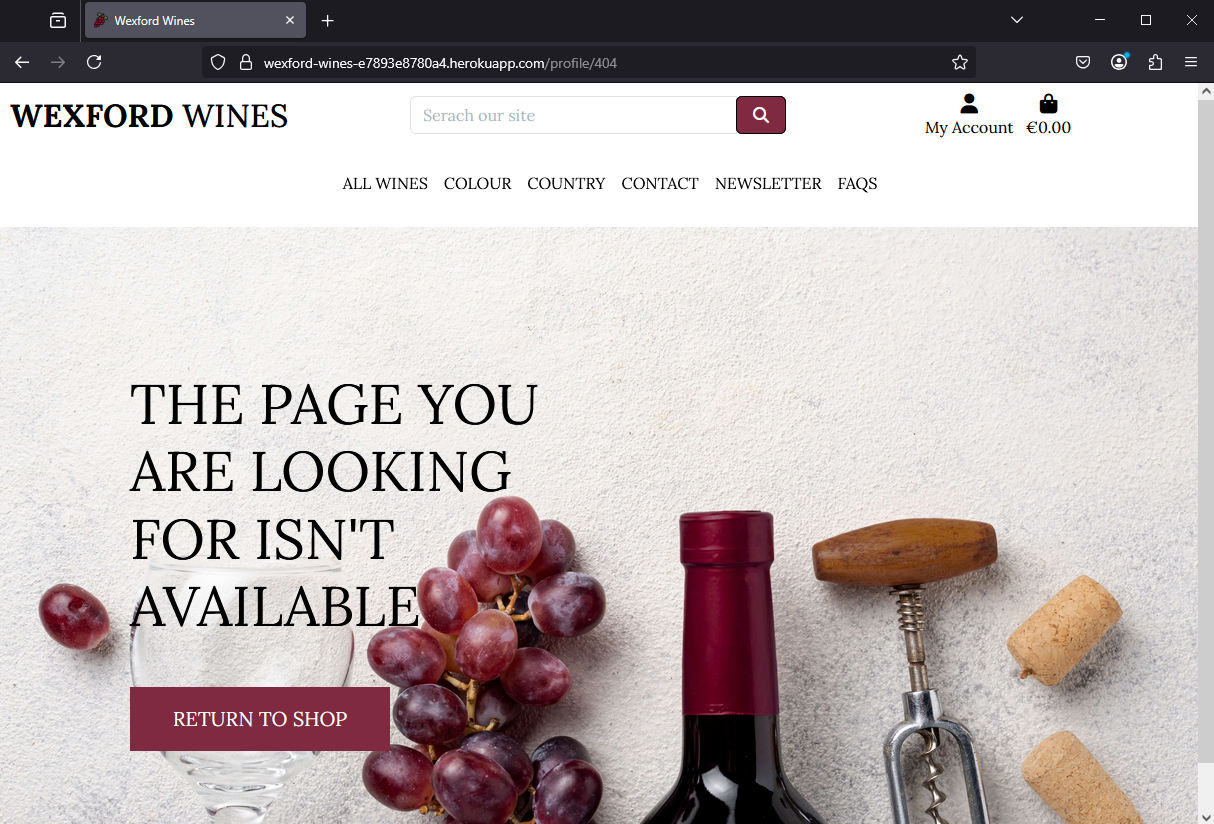 Wexford Wines
wexford-wines-e7893e8780a4.herokuapp.com/profile/404
WEXFORD WINES
Serach our site
My Account
€0.00
ALL WINES COLOUR COUNTRY CONTACT NEWSLETTER FAQS
THE PAGE YOU
ARE LOOKING
FOR ISN'T
AVAILABLE
RETURN TO SHOP